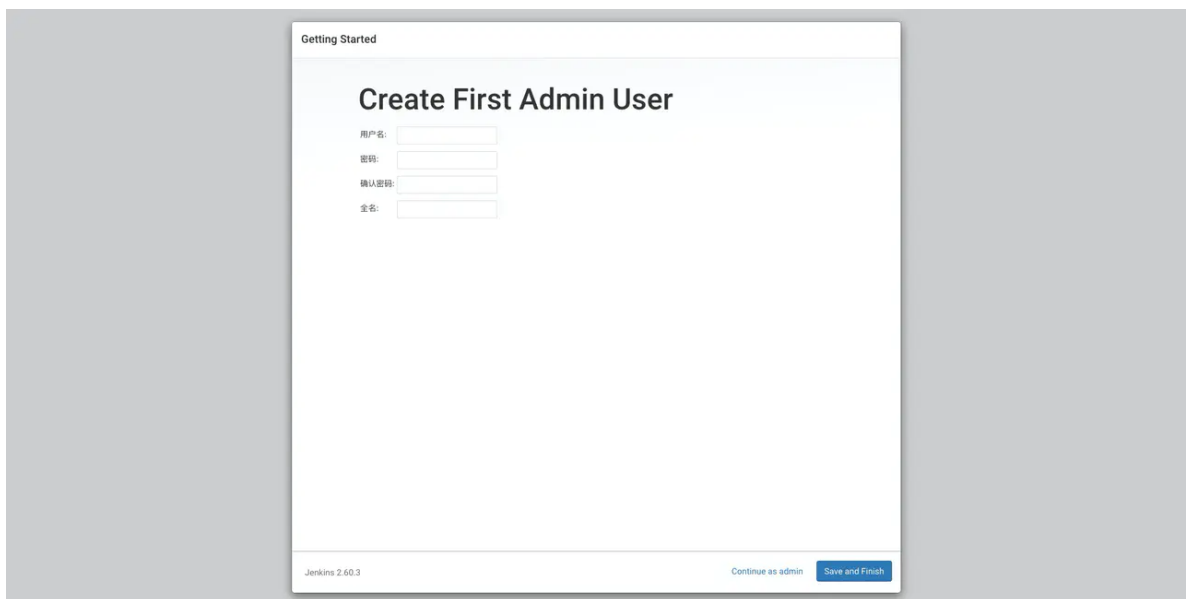 Getting Started
Create First Admin User
用户名:
密码:
确认密码:
全名:
Jenkins 2.60.3
Continue as admin
Save and Finish